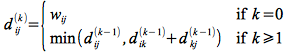 d_{ij}^{(k)} = { w_{ij} if k=0
min(d_{ij}^{(k-1)}, d_{ik}^{(k-1)}+d_{kj}^{(k-1)}) if k⩾1